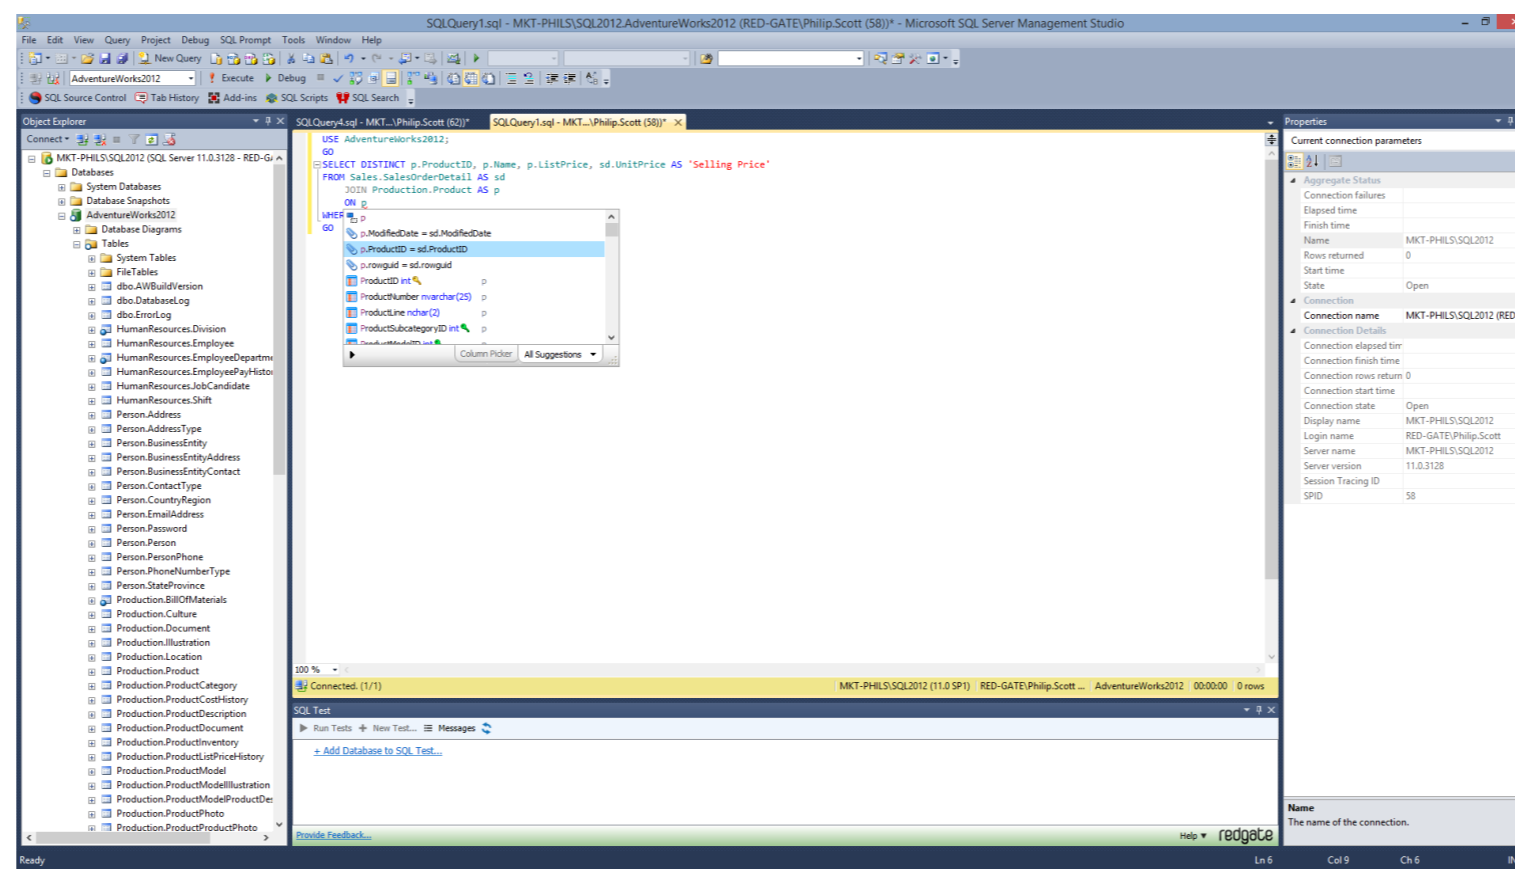 SQLQuery1.sql - MKT-PHILS\SQL2012.AdventureWorks2012 (RED-GATE\Philip.Scott (58))* - Microsoft SQL Server Management Studio
File Edit View Query Project Debug SQL Prompt Tools Window Help
New Query
AdventureWorks2012 Execute Debug
SQL Source Control Tab History Add-ins SQL Scripts SQL Search
Object Explorer
Connect
MKT-PHILS\SQL2012 (SQL Server 11.0.3128 - RED-G
Databases
System Databases
Database Snapshots
AdventureWorks2012
Database Diagrams
Tables
System Tables
FileTables
dbo.AWBuildVersion
dbo.DatabaseLog
dbo.ErrorLog
HumanResources.Division
HumanResources.Employee
HumanResources.EmployeeDepartme
HumanResources.EmployeePayHisto
HumanResources.JobCandidate
HumanResources.Shift
Person.Address
Person.AddressType
Person.BusinessEntity
Person.BusinessEntityAddress
Person.BusinessEntityContact
Person.ContactType
Person.CountryRegion
Person.EmailAddress
Person.Password
Person.Person
Person.PersonPhone
Person.PhoneNumberType
Person.StateProvince
Production.BillOfMaterials
Production.Culture
Production.Document
Production.Illustration
Production.Location
Production.Product
Production.ProductCategory
Production.ProductCostHistory
Production.ProductDescription
Production.ProductDocument
Production.ProductInventory
Production.ProductListPriceHistory
Production.ProductModel
Production.ProductModelIllustration
Production.ProductModelProductDe
Production.ProductPhoto
Production.ProductProductPhoto
SQLQuery4.sql - MKT...\Philip.Scott (62))* SQLQuery1.sql - MKT...\Philip.Scott (58))*
USE AdventureWorks2012;
GO
SELECT DISTINCT p.ProductID, p.Name, p.ListPrice, sd.UnitPrice AS 'Selling Price'
FROM Sales.SalesOrderDetail AS sd
JOIN Production.Product AS p
ON p
WHER
GO
p
p.ModifiedDate = sd.ModifiedDate
p.ProductID = sd.ProductID
p.rowguid = sd.rowguid
ProductID int p
ProductNumber nvarchar(25) p
ProductLine nchar(2) p
ProductSubcategoryID int p
ProductModelID int
Column Picker All Suggestions
100 %
Connected. (1/1) MKT-PHILS\SQL2012 (11.0 SP1) RED-GATE\Philip.Scott ... AdventureWorks2012 00:00:00 0 rows
SQL Test
Run Tests New Test... Messages
+ Add Database to SQL Test...
Provide Feedback... Help redgate
Properties
Current connection parameters
Aggregate Status
Connection failures
Elapsed time
Finish time
Name MKT-PHILS\SQL2012
Rows returned 0
Start time
State Open
Connection
Connection name MKT-PHILS\SQL2012 (RED
Connection Details
Connection elapsed tim
Connection finish time
Connection rows return 0
Connection start time
Connection state Open
Display name MKT-PHILS\SQL2012
Login name RED-GATE\Philip.Scott
Server name MKT-PHILS\SQL2012
Server version 11.0.3128
Session Tracing ID
SPID 58
Name
The name of the connection.
Ready Ln 6 Col 9 Ch 6 IN